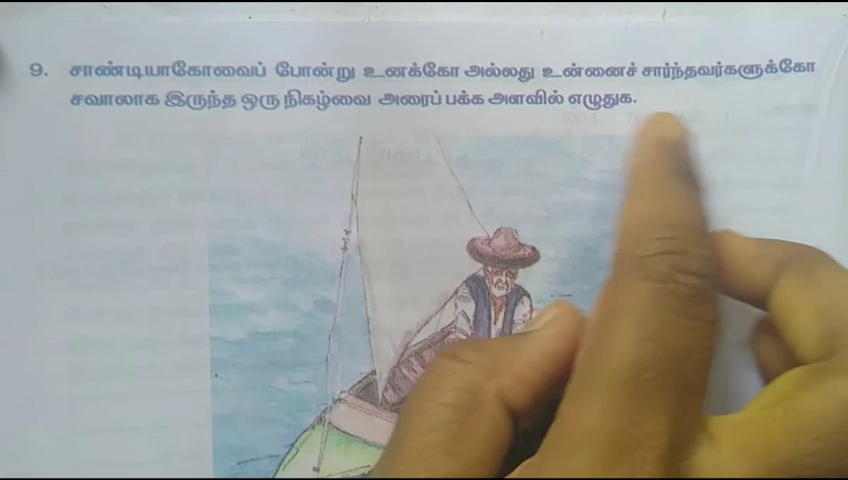 9. சாண்டியாகோவைப் போன்று உனக்கோ அல்லது உன்னைச் சார்ந்தவர்களுக்கோ
சவாலாக இருந்த ஒரு நிகழ்வை அரைப் பக்க அளவில் எழுதுக.